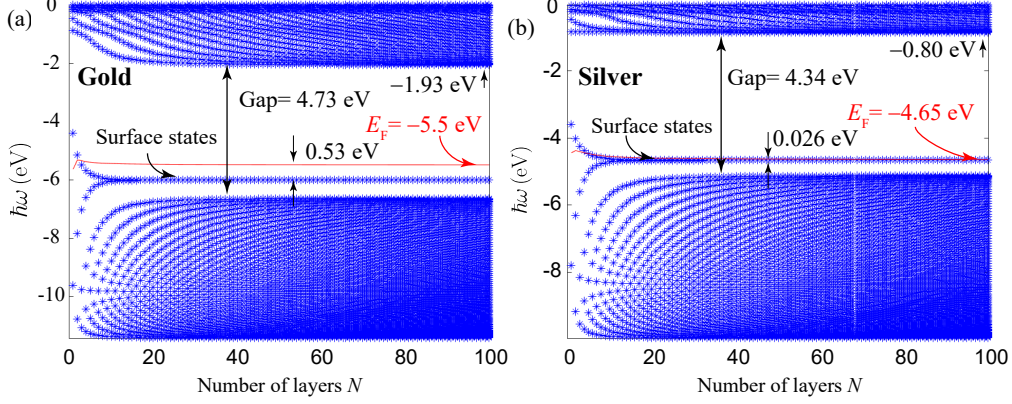 (a)
0
-2
-4
-6
-8
-10
ħω (eV)
Gold
Gap= 4.73 eV
−1.93 eV
Surface states
0.53 eV
E_F= −5.5 eV
0 20 40 60 80 100
Number of layers N
(b)
0
-2
-4
-6
-8
ħω (eV)
Silver
Gap= 4.34 eV
−0.80 eV
Surface states
0.026 eV
E_F= −4.65 eV
0 20 40 60 80 100
Number of layers N